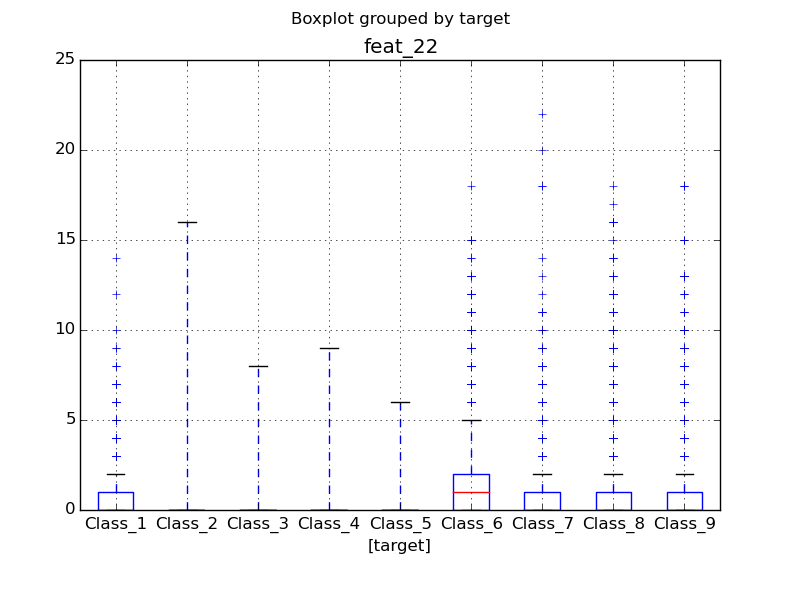 Boxplot grouped by target
feat_22
25
20
15
10
5
0
Class_1 Class_2 Class_3 Class_4 Class_5 Class_6 Class_7 Class_8 Class_9
[target]